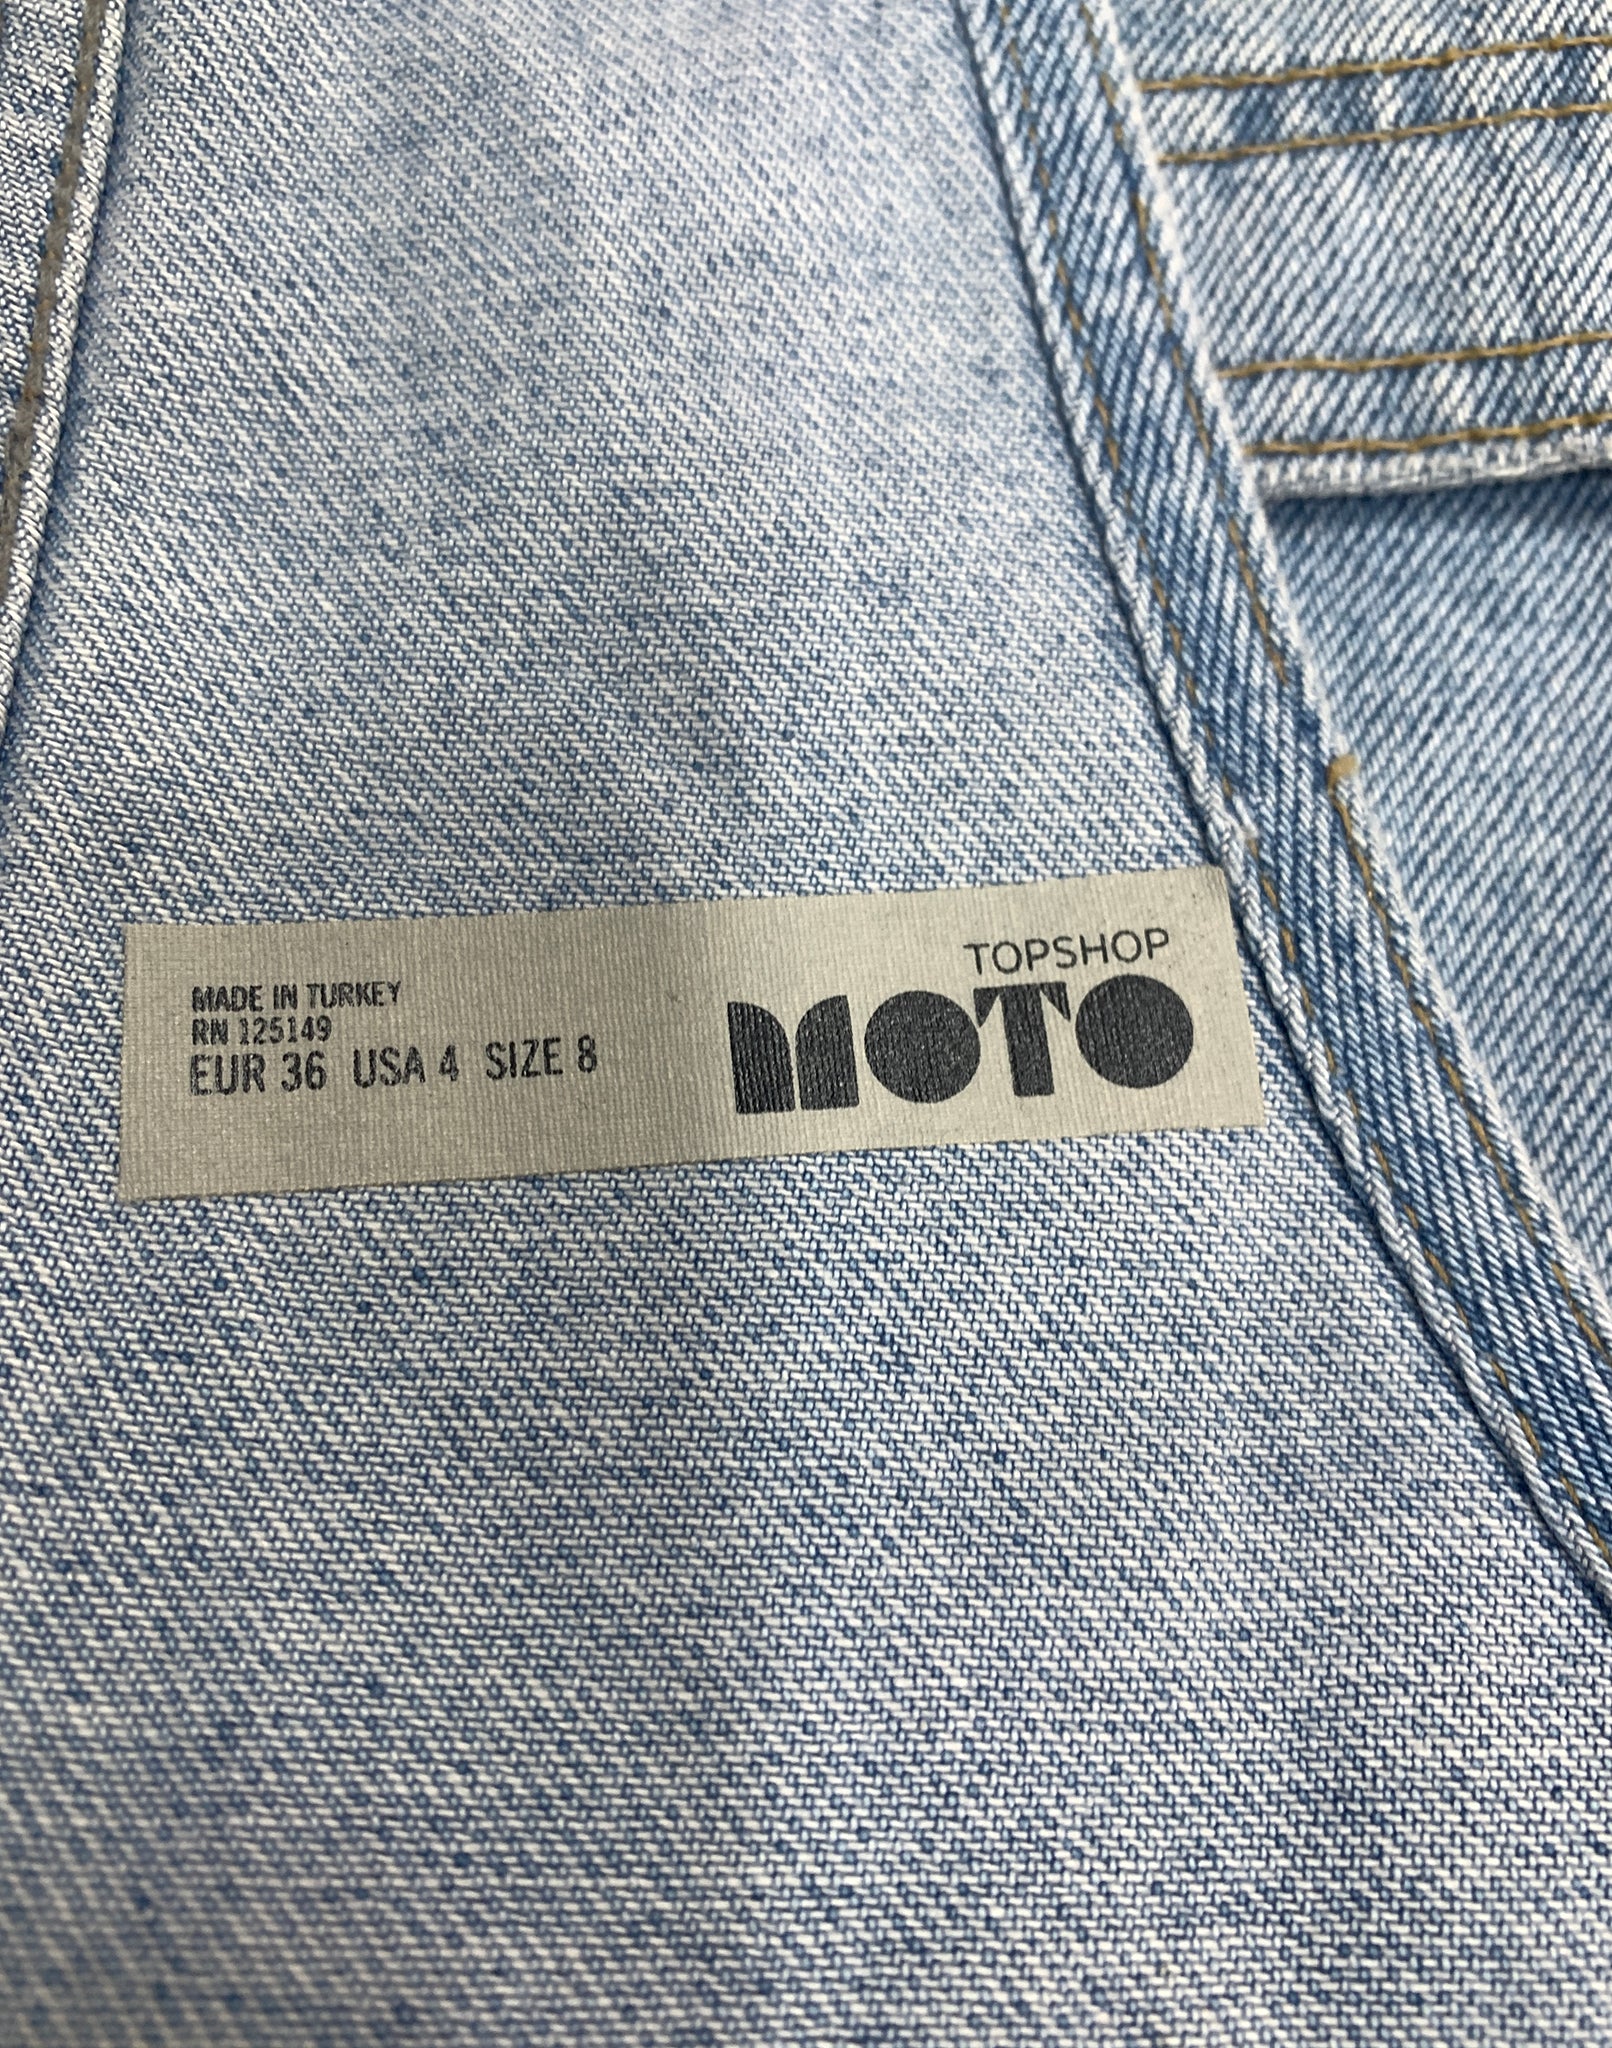 MADE IN TURKEY
RN 125149
EUR 36 USA 4 SIZE 8
TOPSHOP
MOTO